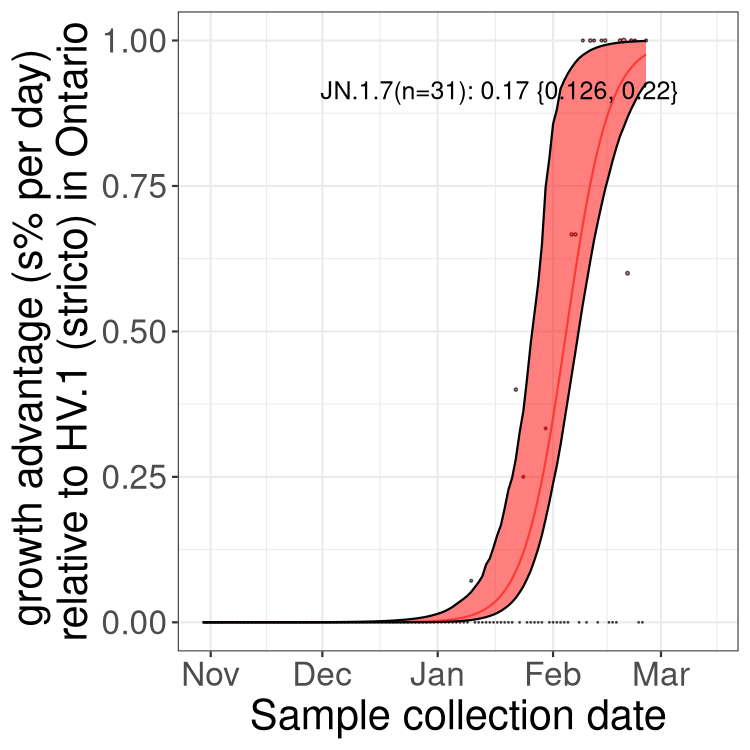 growth advantage (s% per day)
relative to HV.1 (stricto) in Ontario
1.00
JN.1.7(n=31): 0.17 {0.126, 0.22}
0.75
0.50
0.25
0.00
Nov Dec Jan Feb Mar
Sample collection date